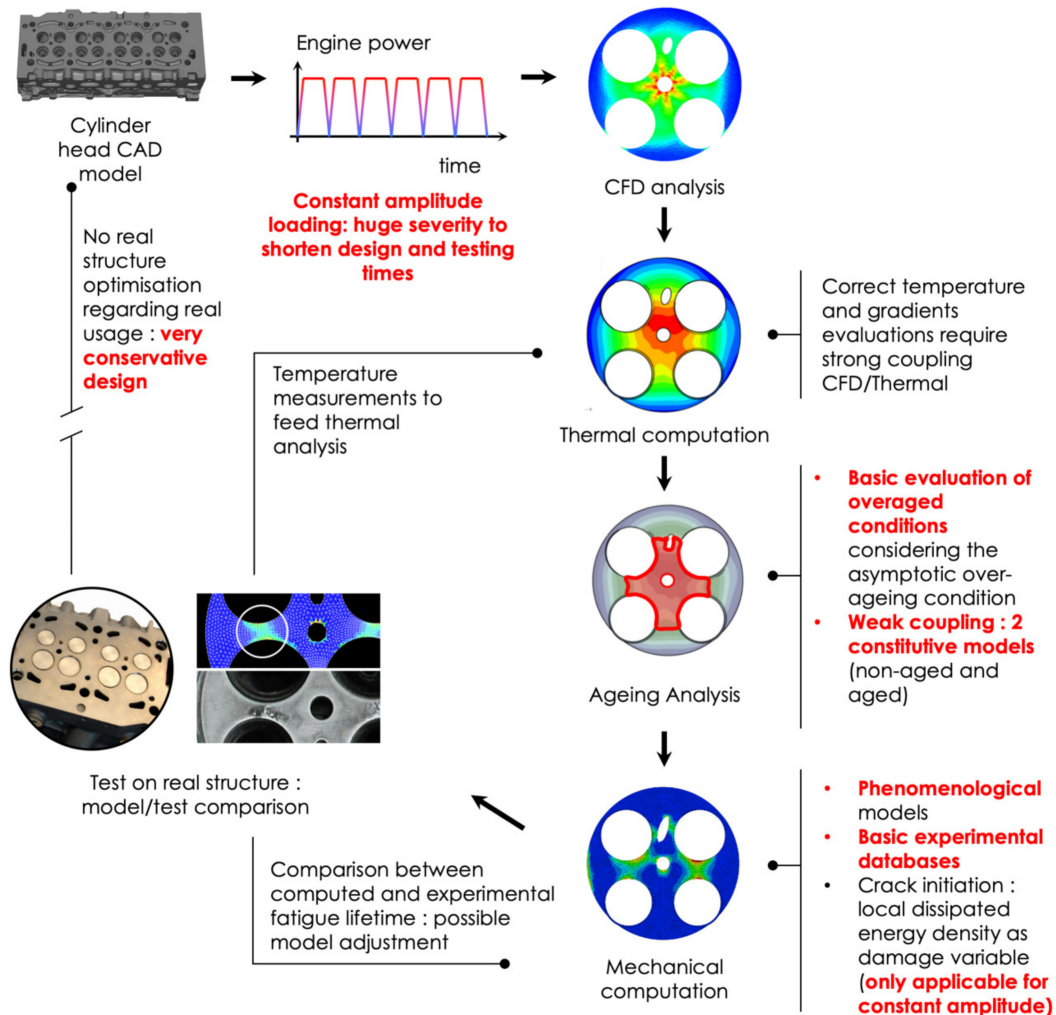 Cylinder
head CAD
model
Engine power
time
Constant amplitude
loading: huge severity to
shorten design and testing
times
CFD analysis
No real
structure
optimisation
regarding real
usage : very
conservative
design
Temperature
measurements to
feed thermal
analysis
Thermal computation
Correct temperature
and gradients
evaluations require
strong coupling
CFD/Thermal
Ageing Analysis
• Basic evaluation of
overaged
conditions
considering the
asymptotic over-
ageing condition
• Weak coupling : 2
constitutive models
(non-aged and
aged)
Test on real structure :
model/test comparison
Comparison between
computed and experimental
fatigue lifetime : possible
model adjustment
Mechanical
computation
• Phenomenological
models
• Basic experimental
databases
• Crack initiation :
local dissipated
energy density as
damage variable
(only applicable for
constant amplitude)